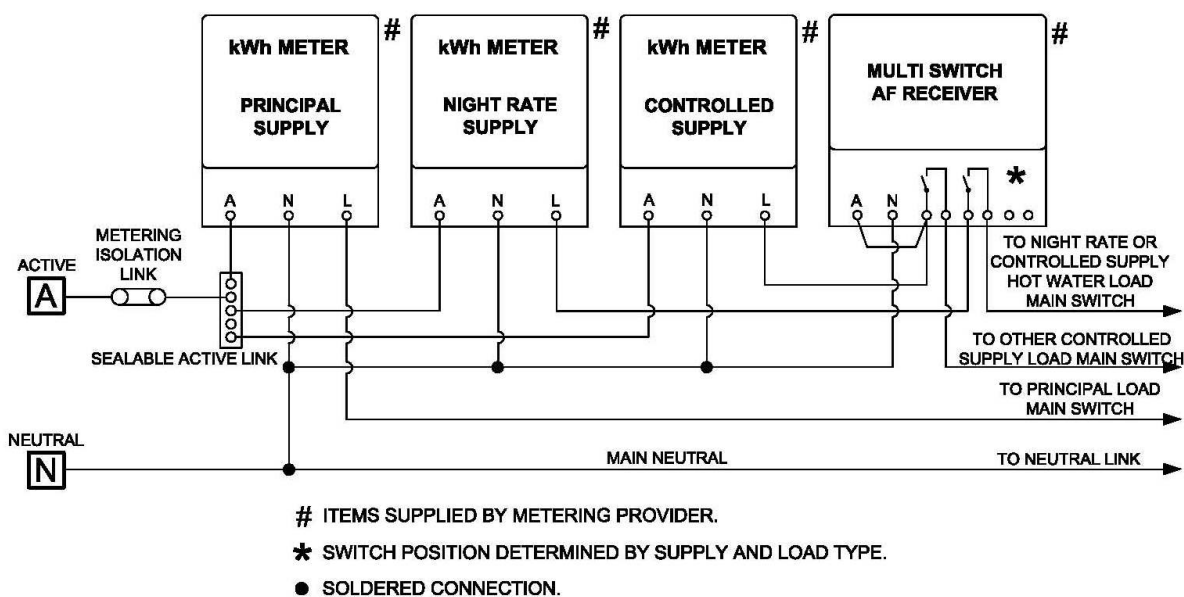 kWh METER
PRINCIPAL
SUPPLY
#
kWh METER
NIGHT RATE
SUPPLY
#
kWh METER
CONTROLLED
SUPPLY
#
MULTI SWITCH
AF RECEIVER
#
A N L
A N L
A N L
A N
*
METERING
ISOLATION
LINK
ACTIVE
A
SEALABLE ACTIVE LINK
TO NIGHT RATE OR
CONTROLLED SUPPLY
HOT WATER LOAD
MAIN SWITCH
TO OTHER CONTROLLED
SUPPLY LOAD MAIN SWITCH
TO PRINCIPAL LOAD
MAIN SWITCH
NEUTRAL
N
MAIN NEUTRAL
TO NEUTRAL LINK
# ITEMS SUPPLIED BY METERING PROVIDER.
* SWITCH POSITION DETERMINED BY SUPPLY AND LOAD TYPE.
● SOLDERED CONNECTION.